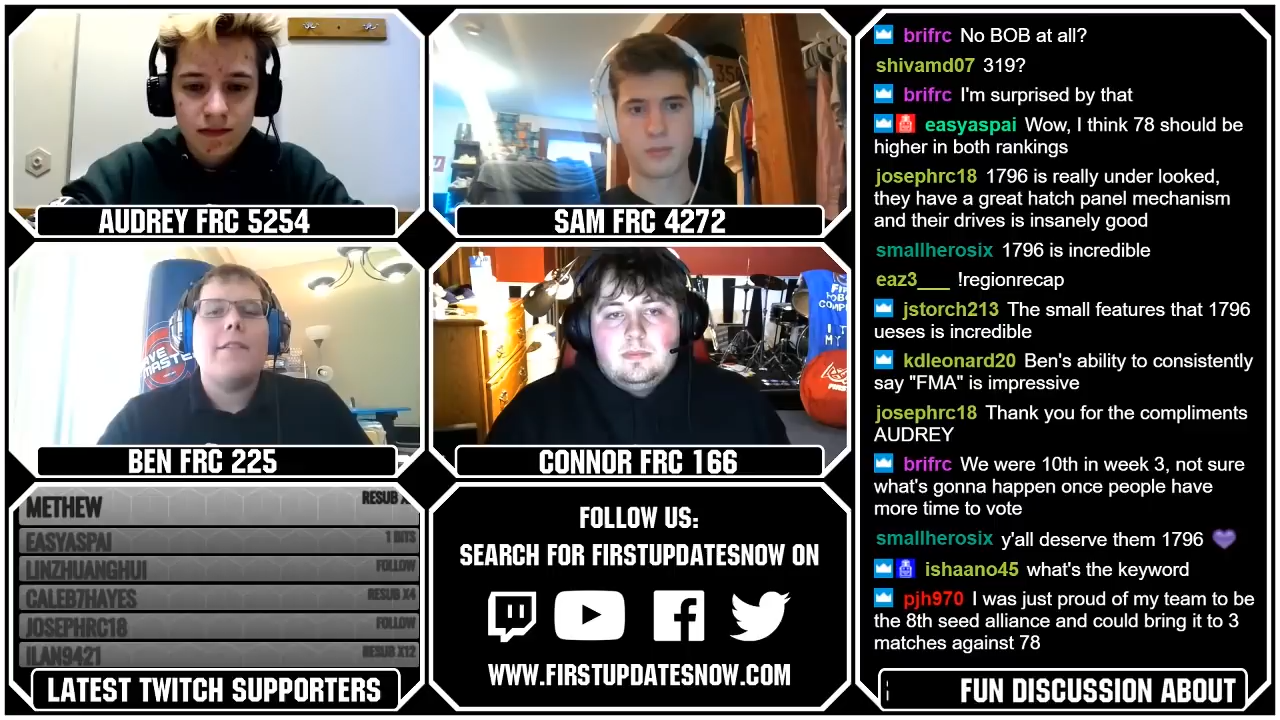 AUDREY FRC 5254
SAM FRC 4272
BEN FRC 225
CONNOR FRC 166
METHEW
EASYASPAI
1 BITS
LINZHUANGHUI
FOLLOW
CALEB7HAYES
RESUB X4
JOSEPHRC18
FOLLOW
ILAN9421
RESUB X12
LATEST TWITCH SUPPORTERS
FOLLOW US:
SEARCH FOR FIRSTUPDATESNOW ON
WWW.FIRSTUPDATESNOW.COM
brifrc No BOB at all?
shivamd07 319?
brifrc I'm surprised by that
easyaspai Wow, I think 78 should be
higher in both rankings
josephrc18 1796 is really under looked,
they have a great hatch panel mechanism
and their drives is insanely good
smallherosix 1796 is incredible
eaz3___ !regionrecap
jstorch213 The small features that 1796
ueses is incredible
kdleonard20 Ben's ability to consistently
say "FMA" is impressive
josephrc18 Thank you for the compliments
AUDREY
brifrc We were 10th in week 3, not sure
what's gonna happen once people have
more time to vote
smallherosix y'all deserve them 1796
ishaano45 what's the keyword
pjh970 I was just proud of my team to be
the 8th seed alliance and could bring it to 3
matches against 78
FUN DISCUSSION ABOUT